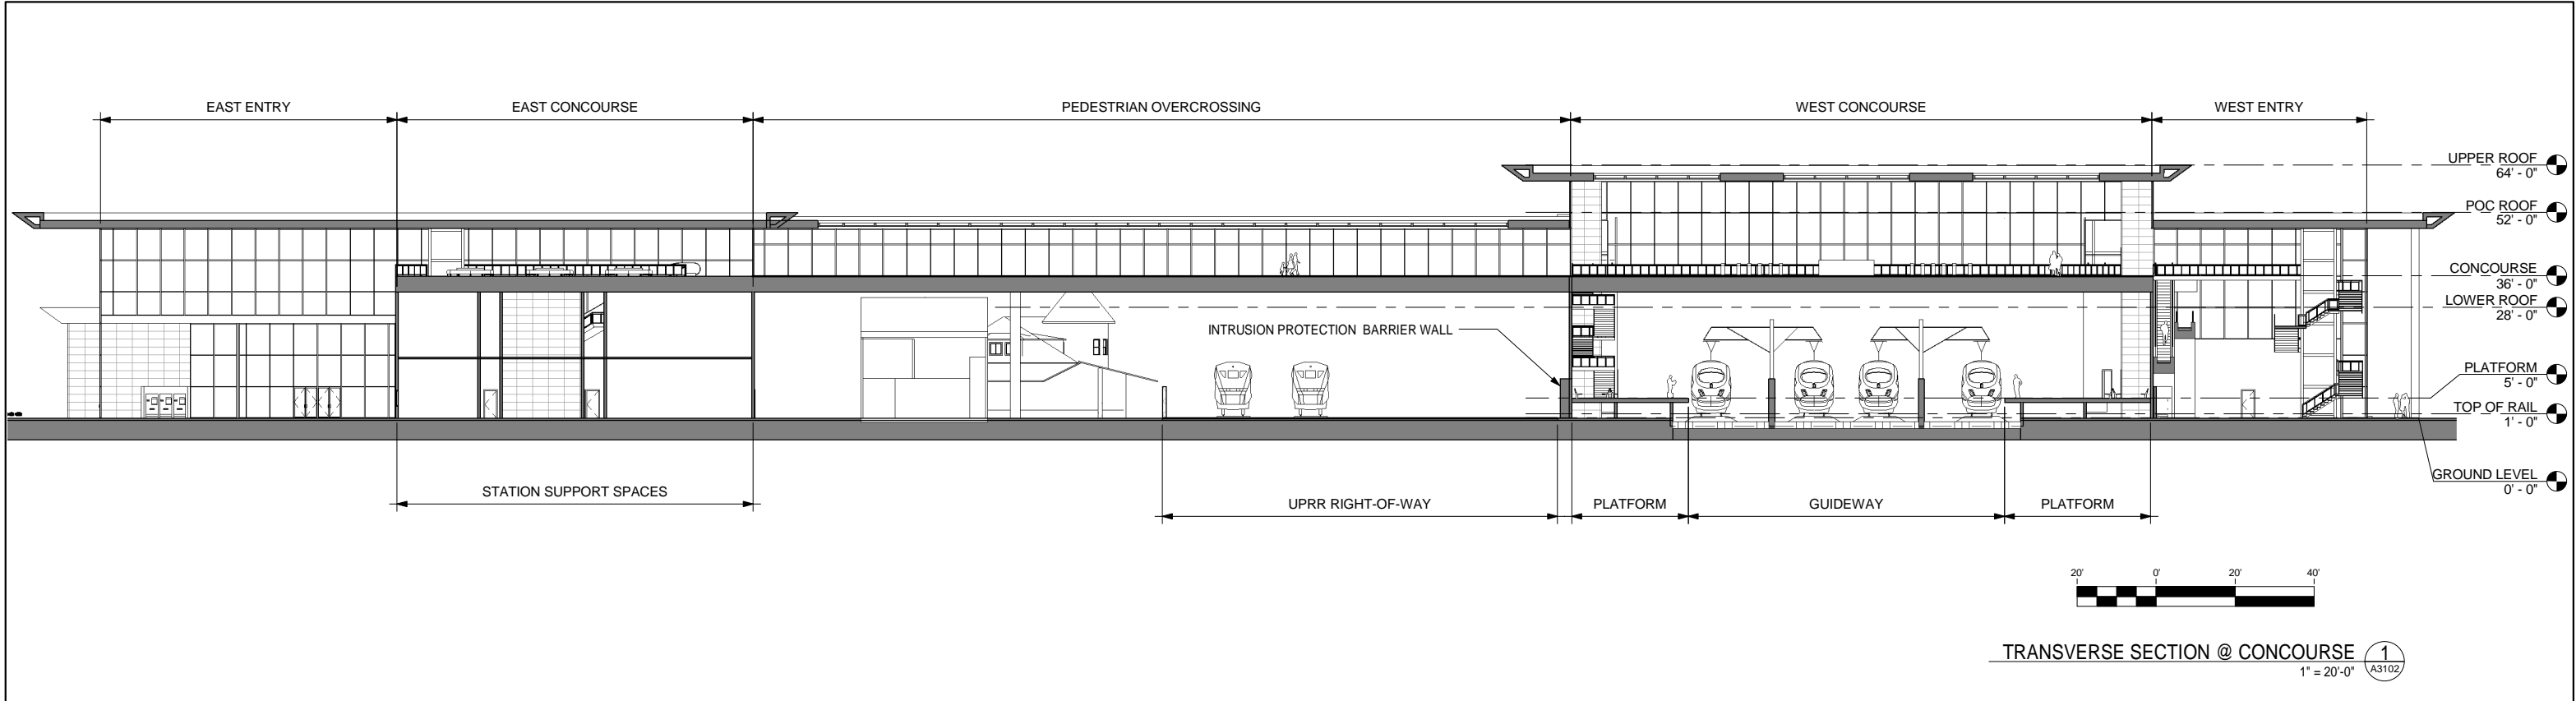 EAST ENTRY
EAST CONCOURSE
PEDESTRIAN OVERCROSSING
WEST CONCOURSE
WEST ENTRY
UPPER ROOF
64' - 0"
POC ROOF
52' - 0"
CONCOURSE
36' - 0"
LOWER ROOF
28' - 0"
INTRUSION PROTECTION BARRIER WALL
PLATFORM
5' - 0"
TOP OF RAIL
1' - 0"
GROUND LEVEL
0' - 0"
STATION SUPPORT SPACES
UPRR RIGHT-OF-WAY
PLATFORM
GUIDEWAY
PLATFORM
20' 0' 20' 40'
TRANSVERSE SECTION @ CONCOURSE
1" = 20'-0"
1
A3102